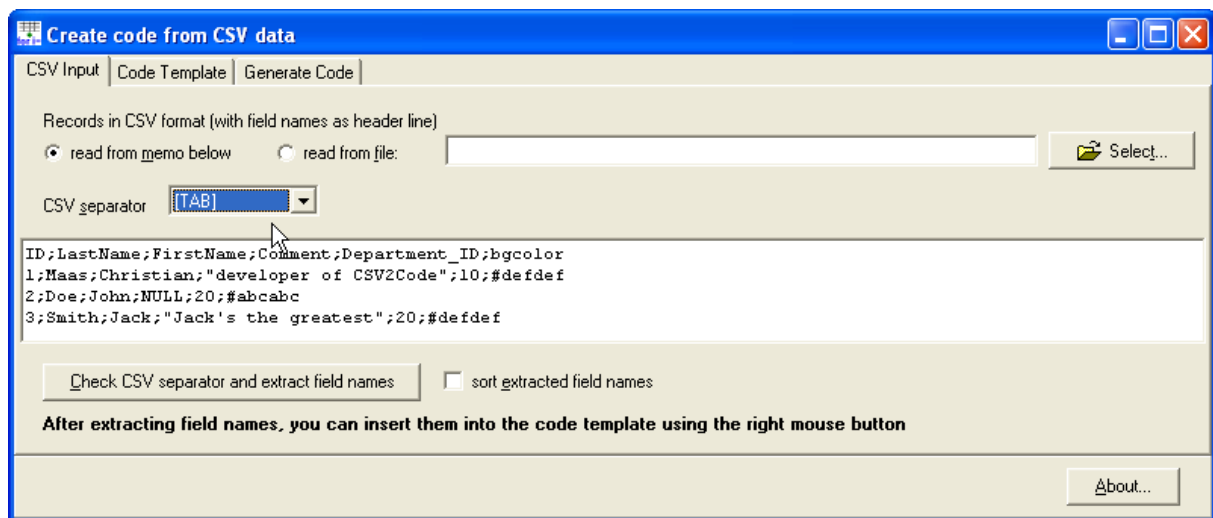 Create code from CSV data
CSV Input Code Template Generate Code
Records in CSV format (with field names as header line)
read from memo below read from file: Select...
CSV separator [TAB]
ID;LastName;FirstName;Comment;Department_ID;bgcolor
1;Maas;Christian;"developer of CSV2Code";10;#defdef
2;Doe;John;NULL;20;#abcabc
3;Smith;Jack;"Jack's the greatest";20;#defdef
Check CSV separator and extract field names sort extracted field names
After extracting field names, you can insert them into the code template using the right mouse button
About...